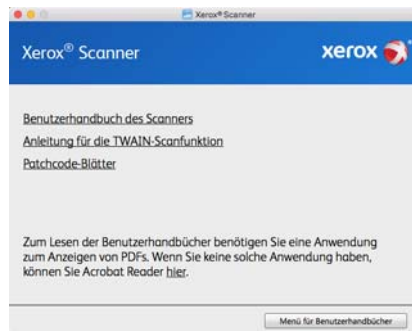 Xerox® Scanner
Xerox® Scanner
xerox
Benutzerhandbuch des Scanners
Anleitung für die TWAIN-Scanfunktion
Patchcode-Blätter
Zum Lesen der Benutzerhandbücher benötigen Sie eine Anwendung
zum Anzeigen von PDFs. Wenn Sie keine solche Anwendung haben,
können Sie Acrobat Reader hier.
Menü für Benutzerhandbücher